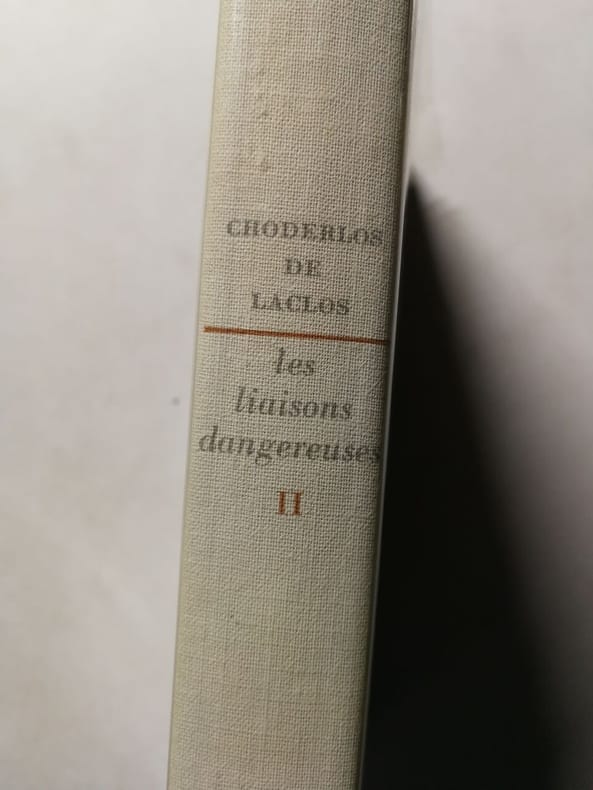 CHODERLOS
DE
LACLOS
les
liaisons
dangereuses
II